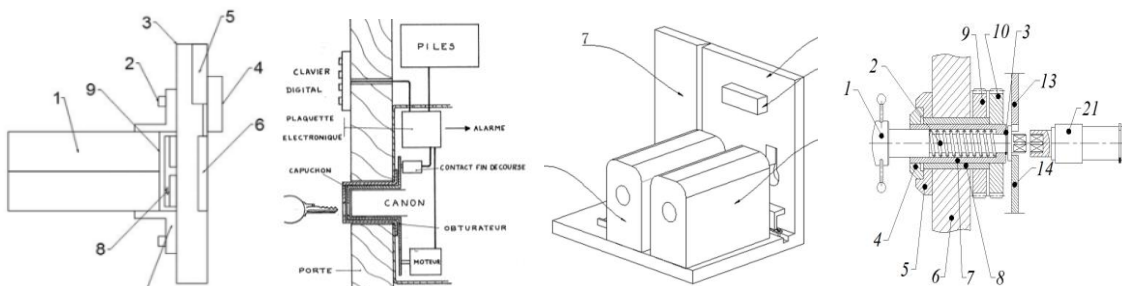 3
5
2
4
9
1
6
8
PILES
CLAVIER
DIGITAL
PLAQUETTE
ELECTRONIQUE
ALARME
CONTACT FIN DE COURSE
CAPUCHON
CANON
OBTURATEUR
MOTEUR
PORTE
7
9
10
3
13
2
21
1
14
4
5
6
7
8